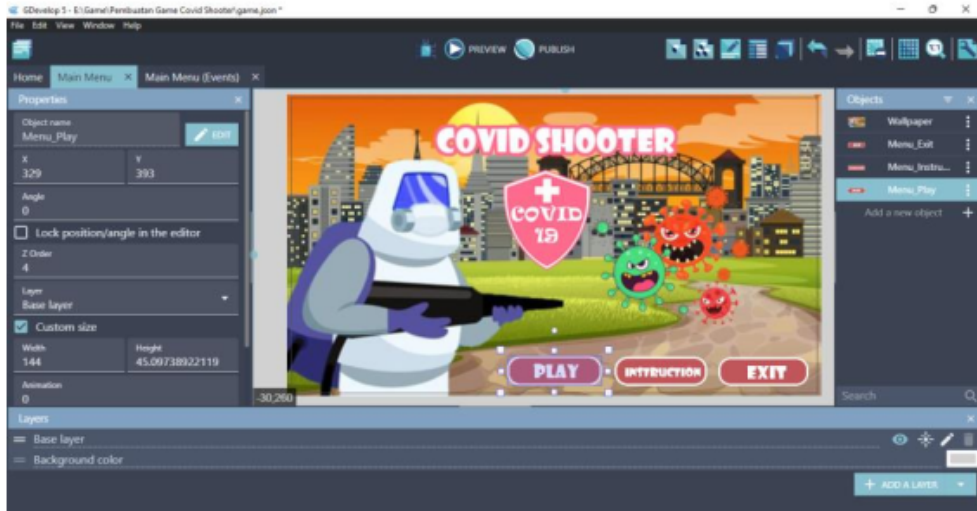 GDevelop 5 - E:\Game\Pembuatan Game Covid Shooter\game.json *
File Edit View Window Help
PREVIEW PUBLISH
Home Main Menu × Main Menu (Events) ×
Properties ×
Object name
Menu_Play
EDIT
X Y
329 393
Angle
0
Lock position/angle in the editor
Z Order
4
Layer
Base layer
Custom size
Width Height
144 45.09738922119
Animation
0
COVID SHOOTER
COVID
19
PLAY INSTRUCTION EXIT
-30;260
Objects ×
Wallpaper
Menu_Exit
Menu_Instru...
Menu_Play
Add a new object +
Search
Layers ×
Base layer
Background color
+ ADD A LAYER